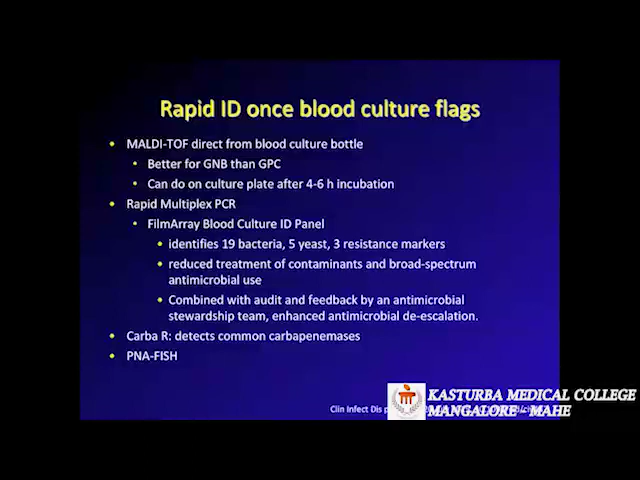 Rapid ID once blood culture flags
• MALDI-TOF direct from blood culture bottle
• Better for GNB than GPC
• Can do on culture plate after 4-6 h incubation
• Rapid Multiplex PCR
• FilmArray Blood Culture ID Panel
• identifies 19 bacteria, 5 yeast, 3 resistance markers
• reduced treatment of contaminants and broad-spectrum
antimicrobial use
• Combined with audit and feedback by an antimicrobial
stewardship team, enhanced antimicrobial de-escalation.
• Carba R: detects common carbapenemases
• PNA-FISH
Clin Infect Dis
KASTURBA MEDICAL COLLEGE
MANGALORE - MAHE